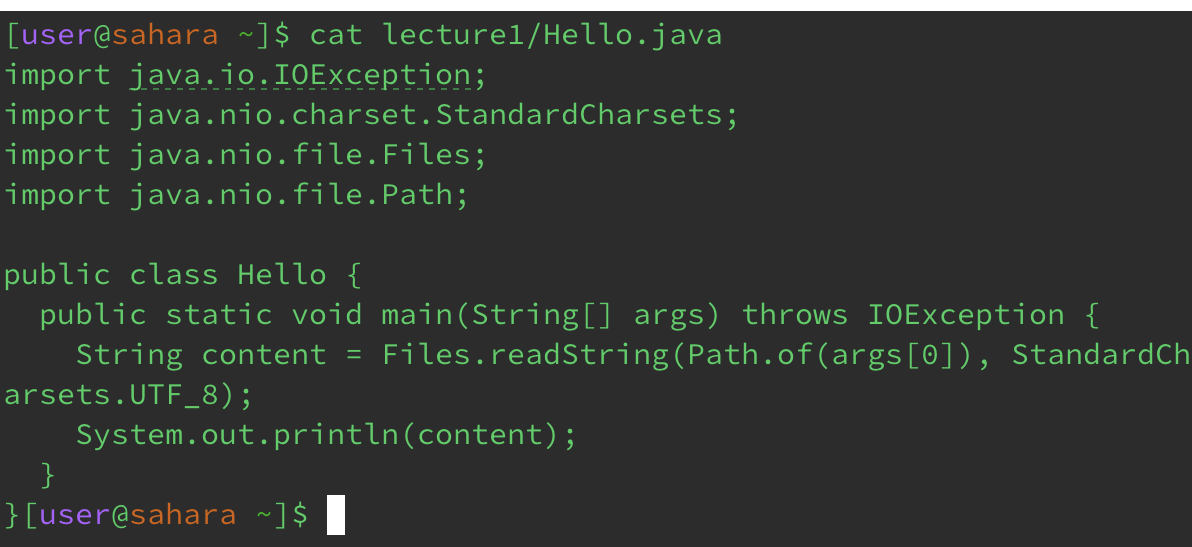 [user@sahara ~]$ cat lecture1/Hello.java
import java.io.IOException;
import java.nio.charset.StandardCharsets;
import java.nio.file.Files;
import java.nio.file.Path;

public class Hello {
  public static void main(String[] args) throws IOException {
    String content = Files.readString(Path.of(args[0]), StandardCh
arsets.UTF_8);
    System.out.println(content);
  }
}[user@sahara ~]$